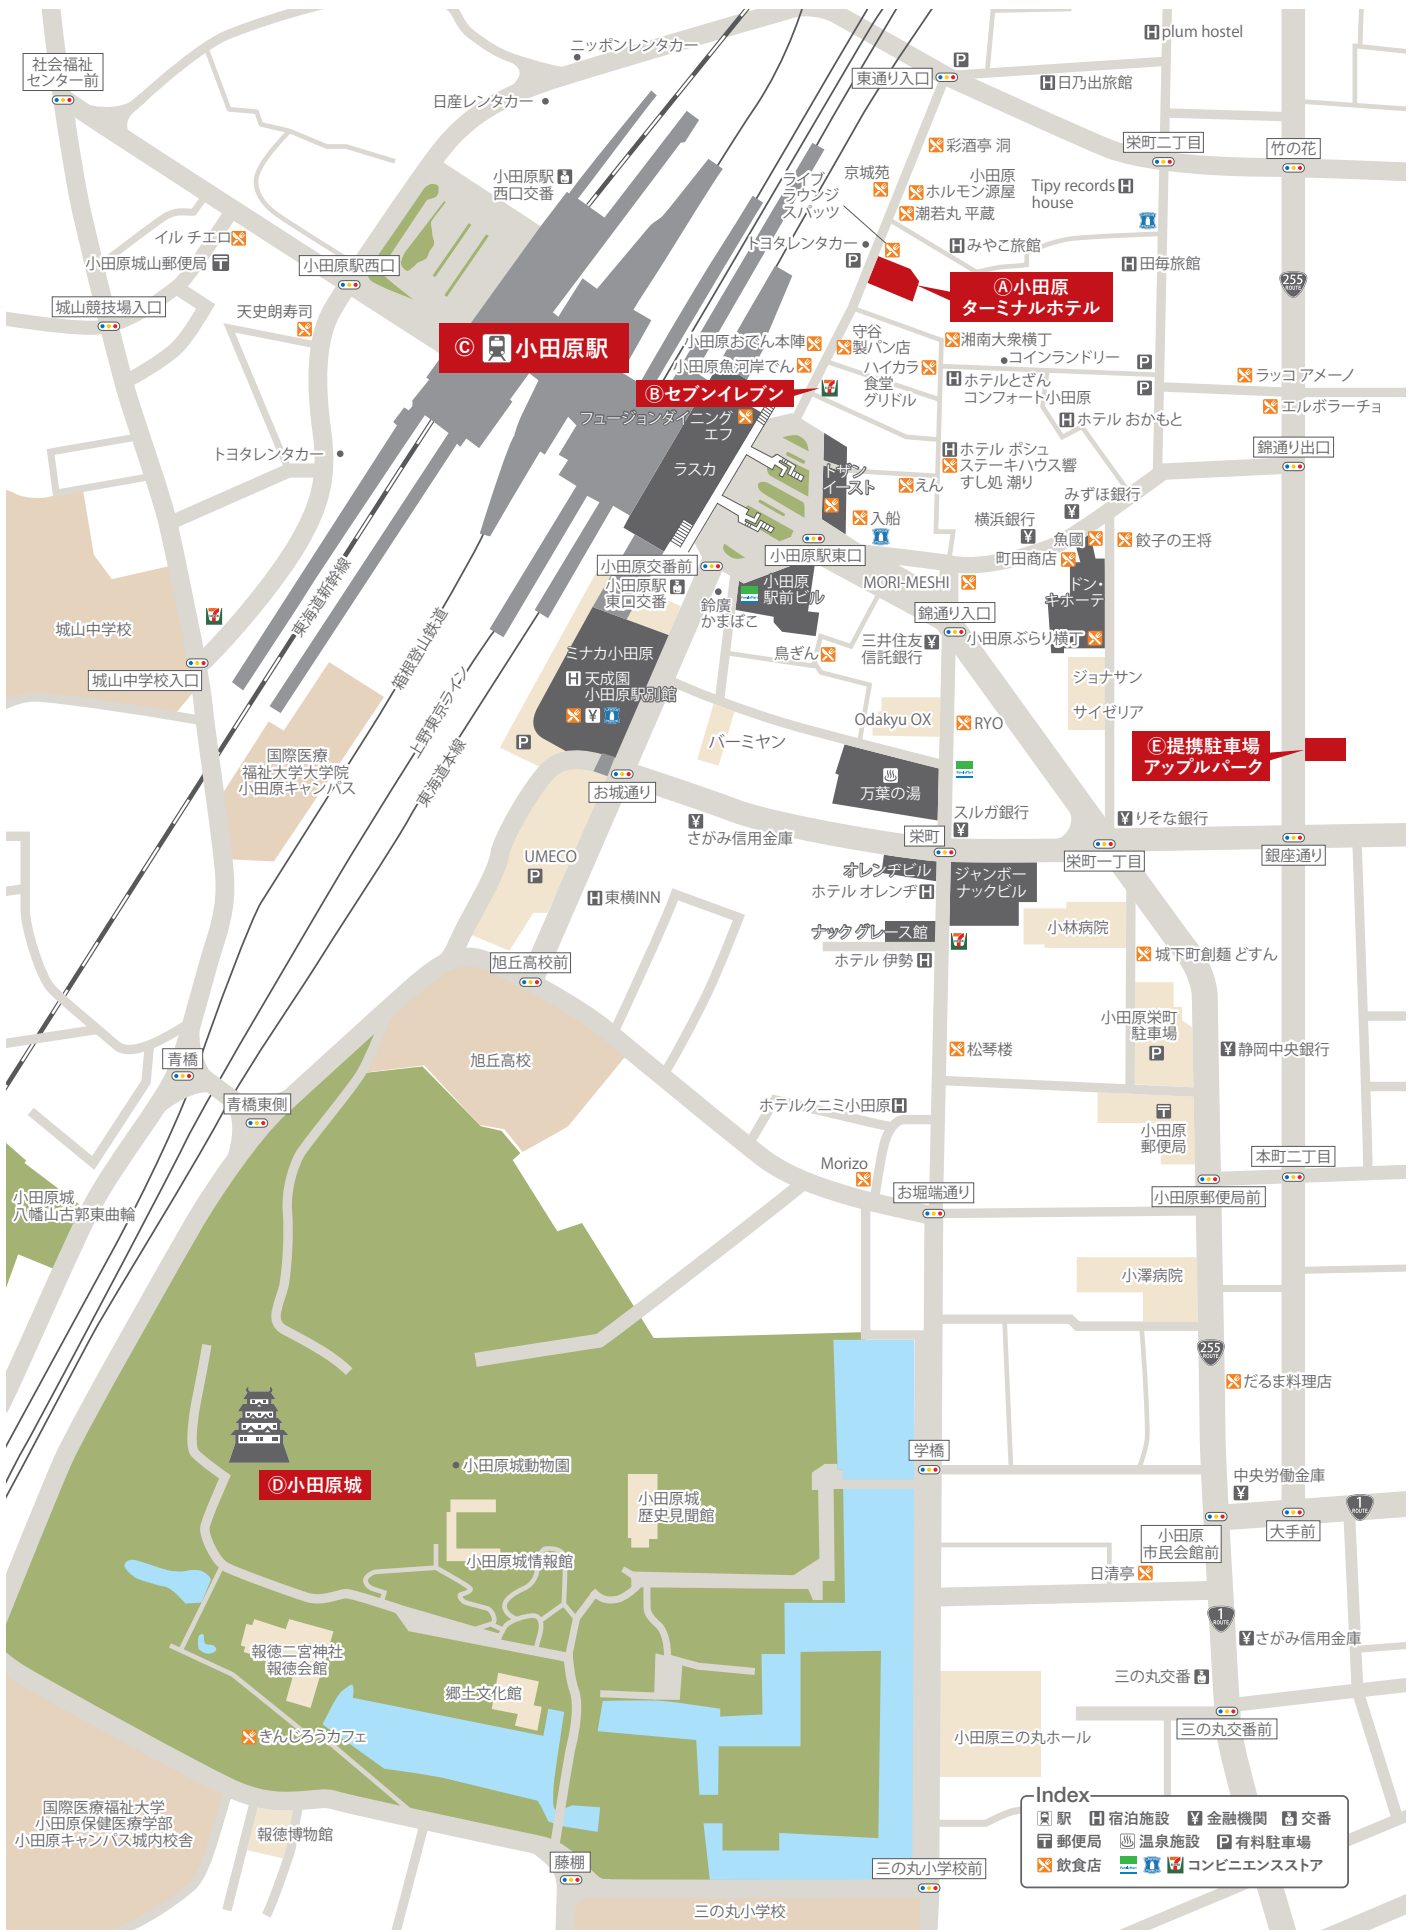 plum hostel
ニッポンレンタカー
社会福祉
センター前
東通り入口
P
日乃出旅館
日産レンタカー
彩酒亭 洞
栄町二丁目
竹の花
小田原駅
西口交番
ライブ
ラウンジ
スパッツ
京城苑
小田原
ホルモン源屋
潮若丸 平蔵
Tipy records
house
イル チエロ
小田原城山郵便局
小田原駅西口
トヨタレンタカー
P
みやこ旅館
田毎旅館
255
ROUTE
Ⓐ小田原
ターミナルホテル
城山競技場入口
天史朗寿司
Ⓒ 小田原駅
小田原おでん本陣
小田原魚河岸でん
守谷
製パン店
ハイカラ
食堂
グリドル
湘南大衆横丁
コインランドリー
P
P
ホテルとざん
コンフォート小田原
ラッコ アメーノ
エルボラーチョ
Ⓑセブンイレブン
フュージョンダイニング
エフ
ホテル おかもと
トヨタレンタカー
ラスカ
トザン
イースト
ホテル ポシュ
ステーキハウス響
すし処 潮り
えん
錦通り出口
みずほ銀行
入船
横浜銀行
魚國
餃子の王将
小田原駅東口
町田商店
小田原交番前
小田原駅
東口交番
鈴廣
かまぼこ
小田原
駅前ビル
MORI-MESHI
ドン・
キホーテ
錦通り入口
小田原ぶらり横丁
城山中学校
城山中学校入口
東海道新幹線
箱根登山鉄道
上野東京ライン
東海道本線
ミナカ小田原
天成園
小田原駅別館
鳥ぎん
三井住友
信託銀行
ジョナサン
サイゼリア
Odakyu OX
RYO
P
バーミヤン
Ⓔ提携駐車場
アップルパーク
国際医療
福祉大学大学院
小田原キャンパス
お城通り
万葉の湯
スルガ銀行
さがみ信用金庫
栄町
りそな銀行
栄町一丁目
銀座通り
UMECO
P
オレンヂビル
ホテル オレンヂ
ジャンボー
ナックビル
東横INN
小林病院
ナック グレース館
ホテル 伊勢
城下町創麺 どすん
旭丘高校前
小田原栄町
駐車場
P
松琴楼
静岡中央銀行
旭丘高校
青橋
青橋東側
ホテルクニミ小田原
小田原
郵便局
Morizo
本町二丁目
お堀端通り
小田原郵便局前
小田原城
八幡山古郭東曲輪
小澤病院
255
ROUTE
だるま料理店
Ⓓ小田原城
学橋
小田原城動物園
小田原城
歴史見聞館
小田原城情報館
中央労働金庫
1
ROUTE
小田原
市民会館前
大手前
日清亭
1
ROUTE
さがみ信用金庫
報徳二宮神社
報徳会館
郷土文化館
三の丸交番
三の丸交番前
きんじろうカフェ
小田原三の丸ホール
国際医療福祉大学
小田原保健医療学部
小田原キャンパス城内校舎
報徳博物館
藤棚
三の丸小学校前
三の丸小学校
Index
駅 H 宿泊施設 ¥ 金融機関 交番
郵便局 温泉施設 P 有料駐車場
飲食店 コンビニエンスストア